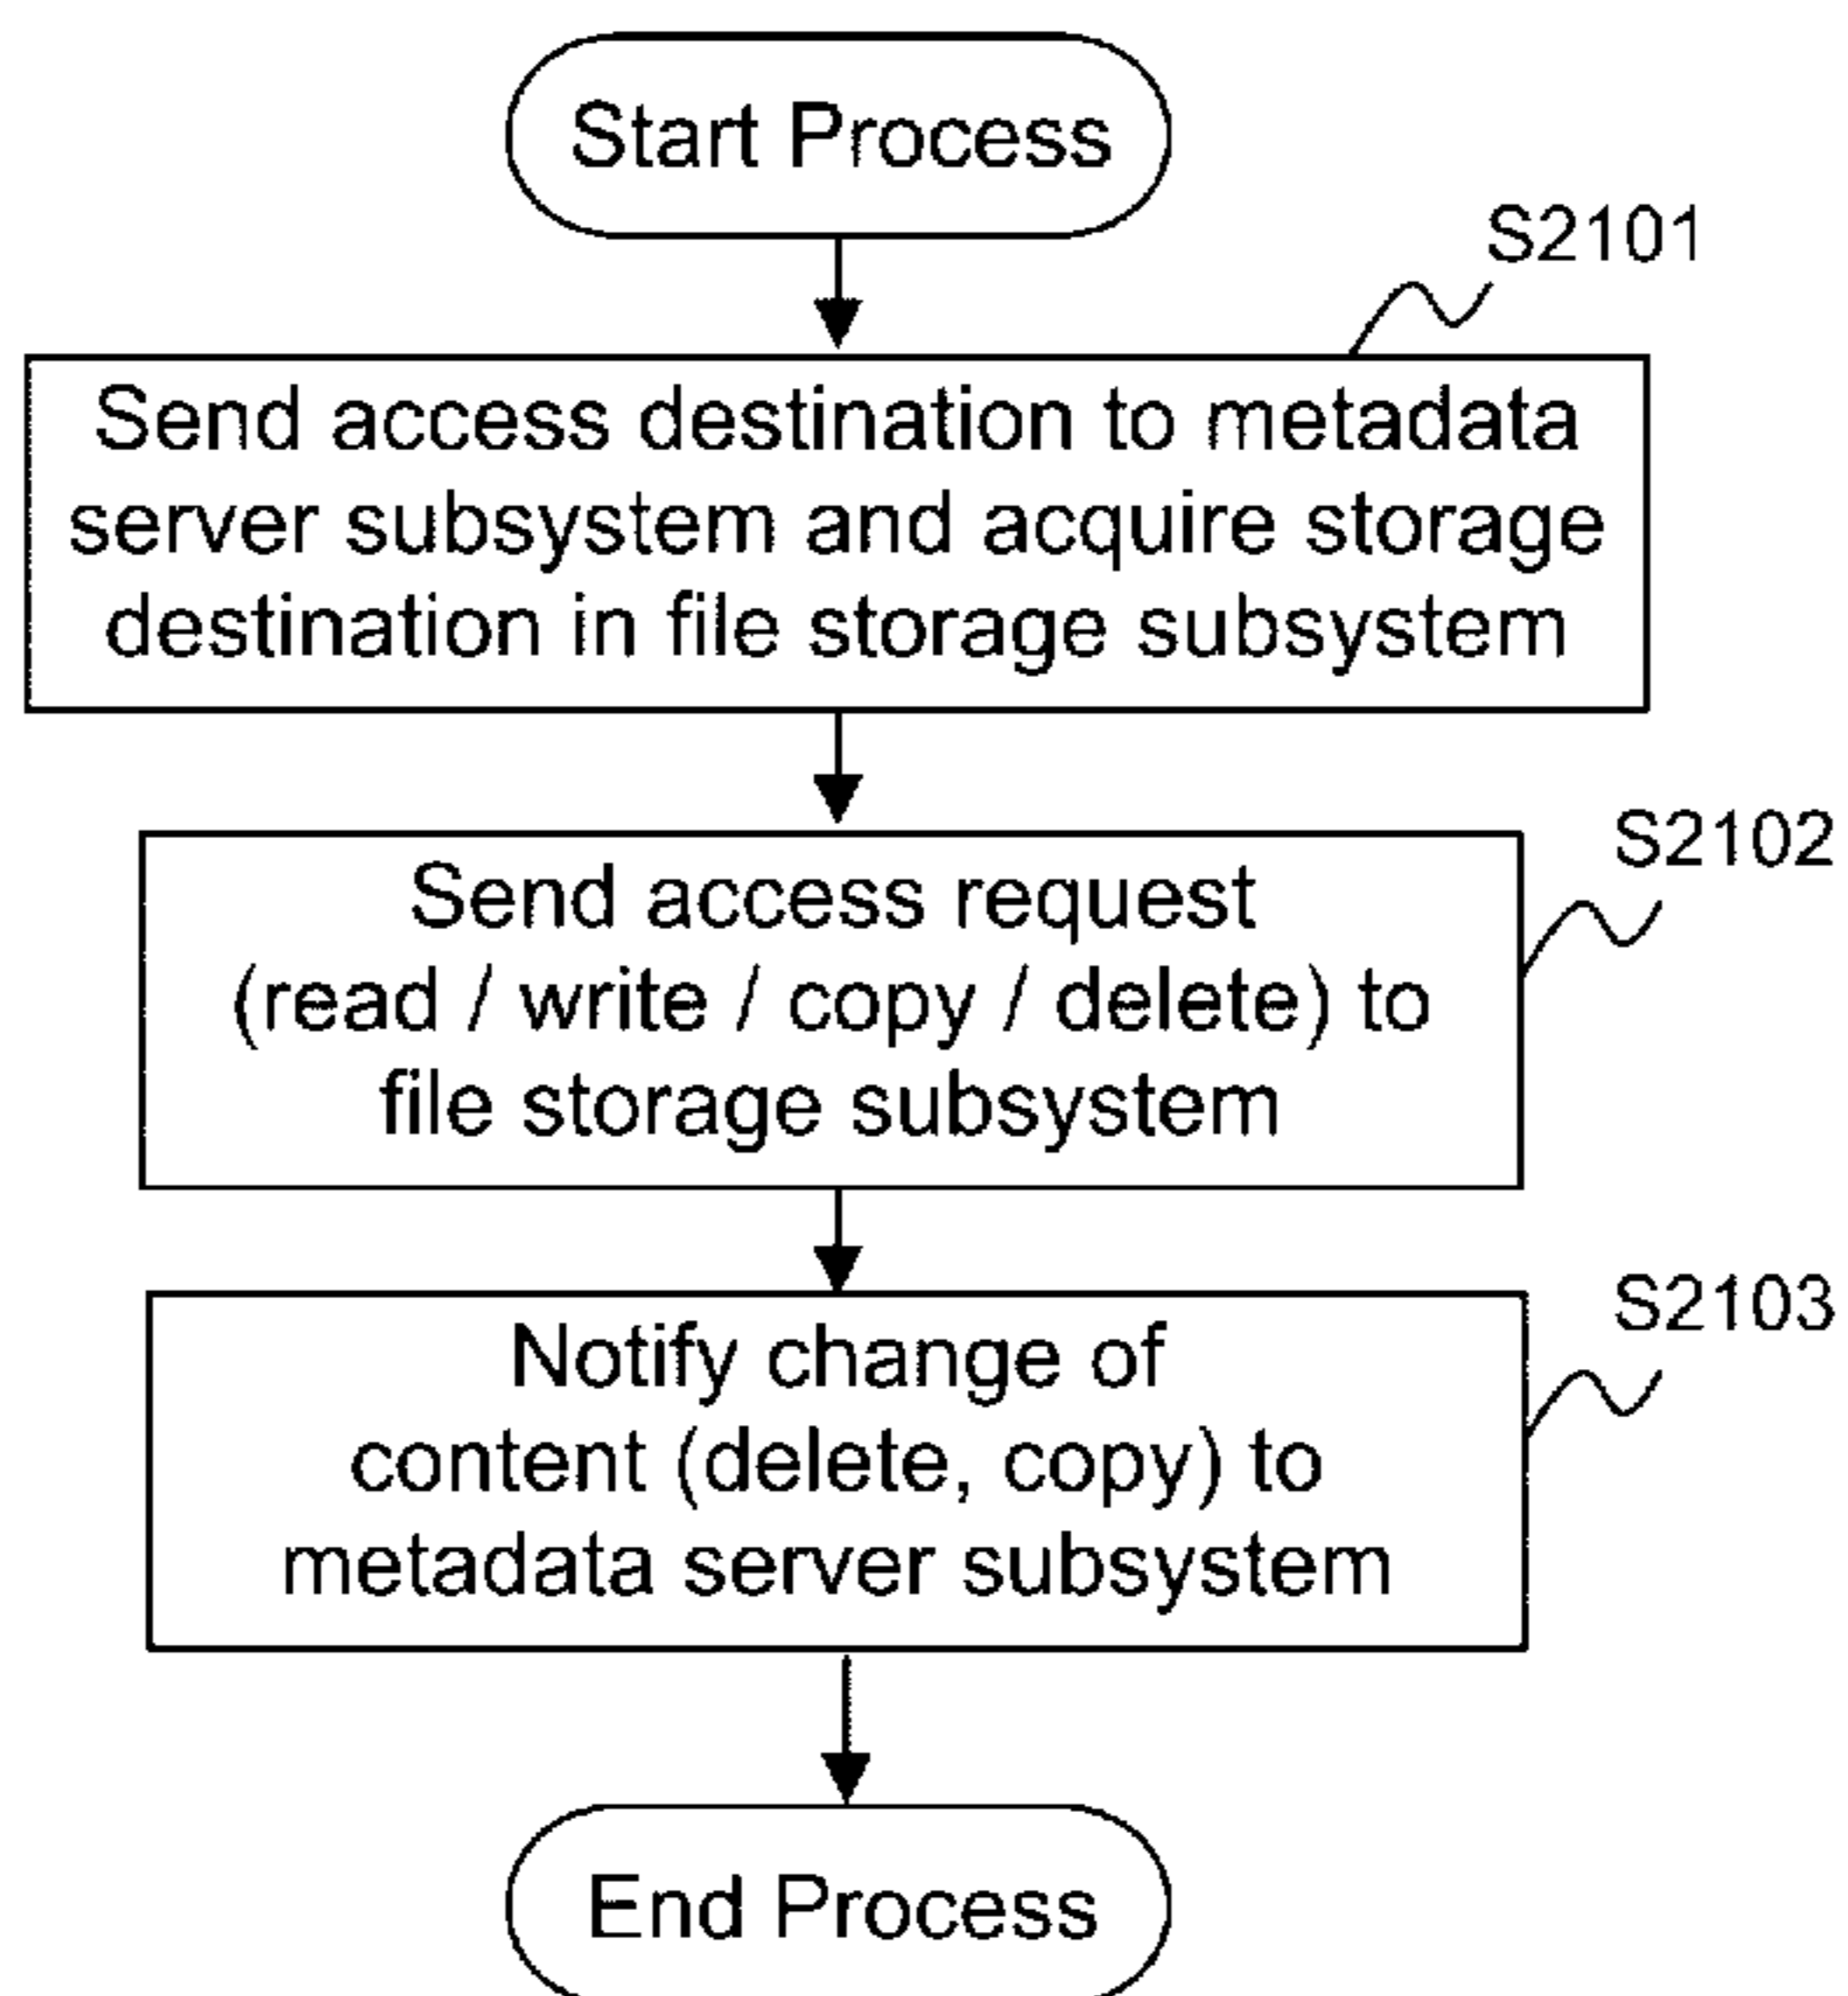 Start Process
S2101
Send access destination to metadata
server subsystem and acquire storage
destination in file storage subsystem
S2102
Send access request
(read / write / copy / delete) to
file storage subsystem
S2103
Notify change of
content (delete, copy) to
metadata server subsystem
End Process